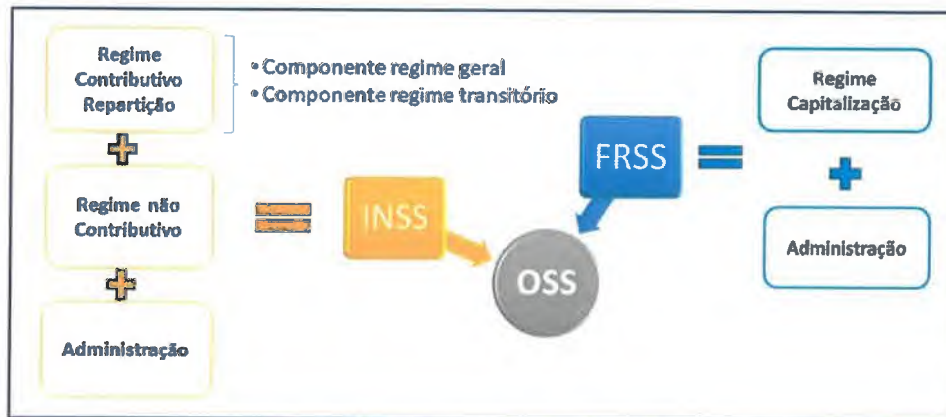 Regime
Contributivo
Repartição
• Componente regime geral
• Componente regime transitório
Regime não
Contributivo
Administração
INSS
OSS
FRSS
Regime
Capitalização
Administração